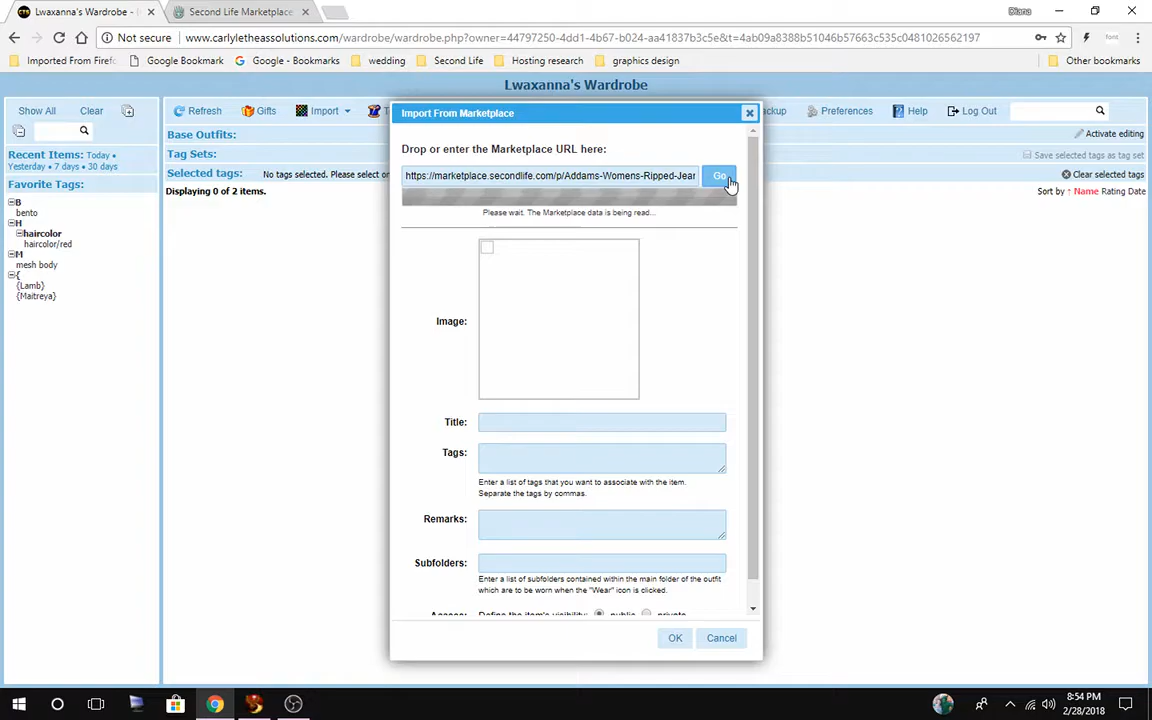 Lwaxanna's Wardrobe -
Second Life Marketplace
Diana
Not secure
www.carlyletheassolutions.com/wardrobe/wardrobe.php?owner=44797250-4dd1-4b67-b024-aa41837b3c5e&t=4ab09a8388b51046b57663c535c0481026562197
Imported From Firef
Google Bookmark
Google - Bookmarks
wedding
Second Life
Hosting research
graphics design
Other bookmarks
Lwaxanna's Wardrobe
Show All
Clear
Refresh
Gifts
Import
Preferences
Help
Log Out
Recent Items: Today •
Yesterday • 7 days • 30 days
Favorite Tags:
B
bento
H
haircolor
haircolor/red
M
mesh body
{
{Lamb}
{Maitreya}
Base Outfits:
Activate editing
Tag Sets:
Save selected tags as tag set
Selected tags:
No tags selected. Please select or
Clear selected tags
Displaying 0 of 2 items.
Sort by ↑ Name Rating Date
Import From Marketplace
Drop or enter the Marketplace URL here:
https://marketplace.secondlife.com/p/Addams-Womens-Ripped-Jear
Go
Please wait. The Marketplace data is being read...
Image:
Title:
Tags:
Enter a list of tags that you want to associate with the item.
Separate the tags by commas.
Remarks:
Subfolders:
Enter a list of subfolders contained within the main folder of the outfit
which are to be worn when the "Wear" icon is clicked.
Access:
Define the item's visibility:
public
private
OK
Cancel
8:54 PM
2/28/2018